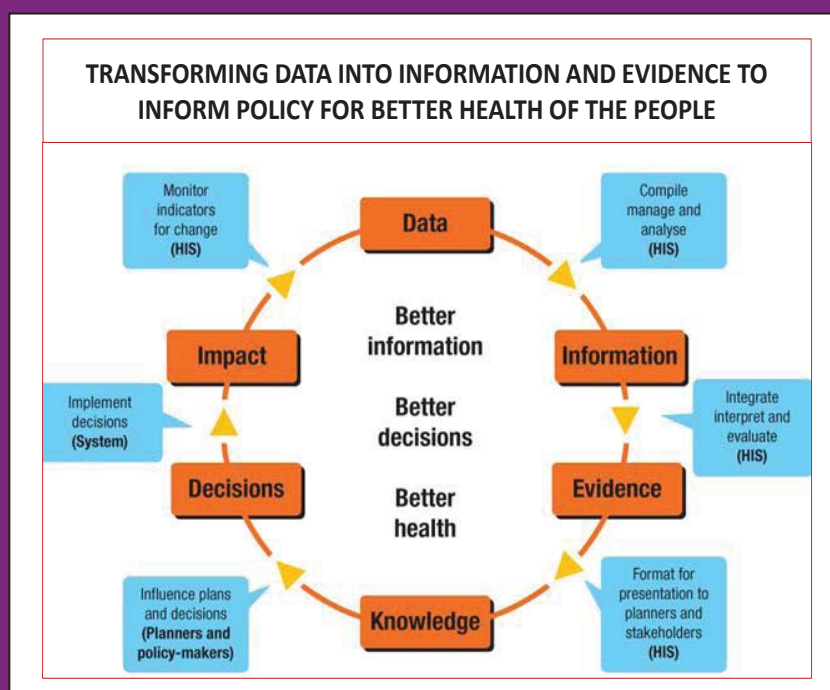 TRANSFORMING DATA INTO INFORMATION AND EVIDENCE TO
INFORM POLICY FOR BETTER HEALTH OF THE PEOPLE
Data
Compile
manage and
analyse
(HIS)
Information
Integrate
interpret and
evaluate
(HIS)
Evidence
Format for
presentation to
planners and
stakeholders
(HIS)
Knowledge
Influence plans
and decisions
(Planners and
policy-makers)
Decisions
Implement
decisions
(System)
Impact
Monitor
indicators
for change
(HIS)
Better
information
Better
decisions
Better
health